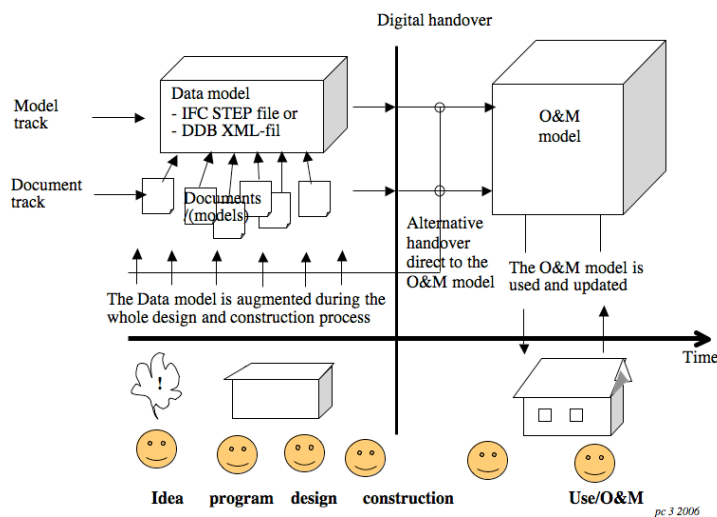 Digital handover
Data model
- IFC STEP file or
- DDB XML-fil
Model
track
O&M
model
Document
track
Documents
/(models)
Alternative
handover
direct to the
O&M model
The O&M model is
used and updated
The Data model is augmented during the
whole design and construction process
Time
!
Idea program design construction Use/O&M
pc 3 2006